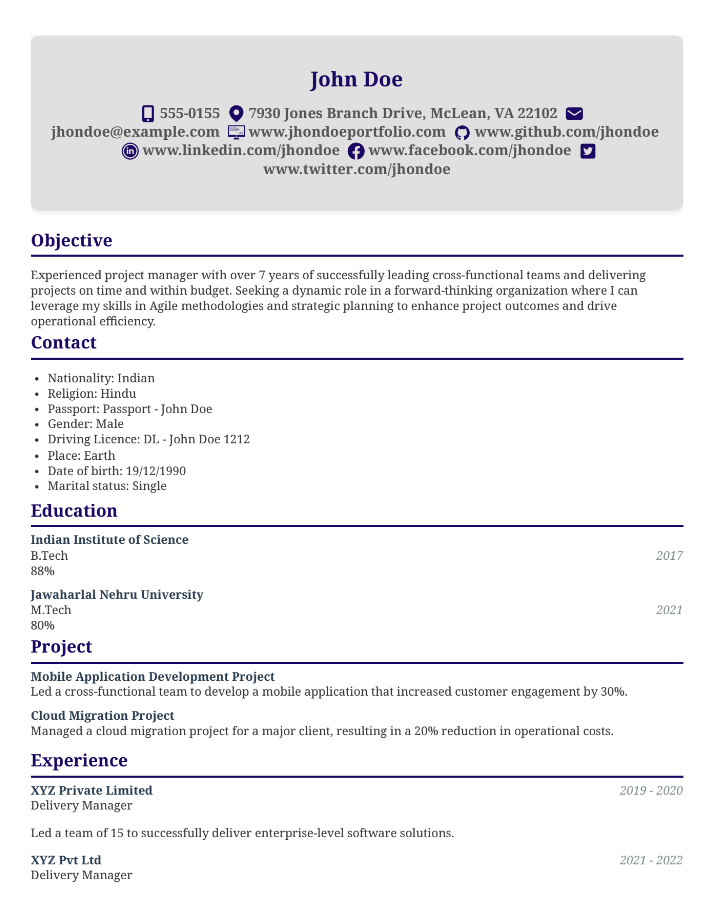 John Doe
555-0155 7930 Jones Branch Drive, McLean, VA 22102
jhondoe@example.com www.jhondoeportfolio.com www.github.com/jhondoe
www.linkedin.com/jhondoe www.facebook.com/jhondoe
www.twitter.com/jhondoe
Objective
Experienced project manager with over 7 years of successfully leading cross-functional teams and delivering
projects on time and within budget. Seeking a dynamic role in a forward-thinking organization where I can
leverage my skills in Agile methodologies and strategic planning to enhance project outcomes and drive
operational efficiency.
Contact
• Nationality: Indian
• Religion: Hindu
• Passport: Passport - John Doe
• Gender: Male
• Driving Licence: DL - John Doe 1212
• Place: Earth
• Date of birth: 19/12/1990
• Marital status: Single
Education
Indian Institute of Science
B.Tech 2017
88%
Jawaharlal Nehru University
M.Tech 2021
80%
Project
Mobile Application Development Project
Led a cross-functional team to develop a mobile application that increased customer engagement by 30%.
Cloud Migration Project
Managed a cloud migration project for a major client, resulting in a 20% reduction in operational costs.
Experience
XYZ Private Limited 2019 - 2020
Delivery Manager
Led a team of 15 to successfully deliver enterprise-level software solutions.
XYZ Pvt Ltd 2021 - 2022
Delivery Manager